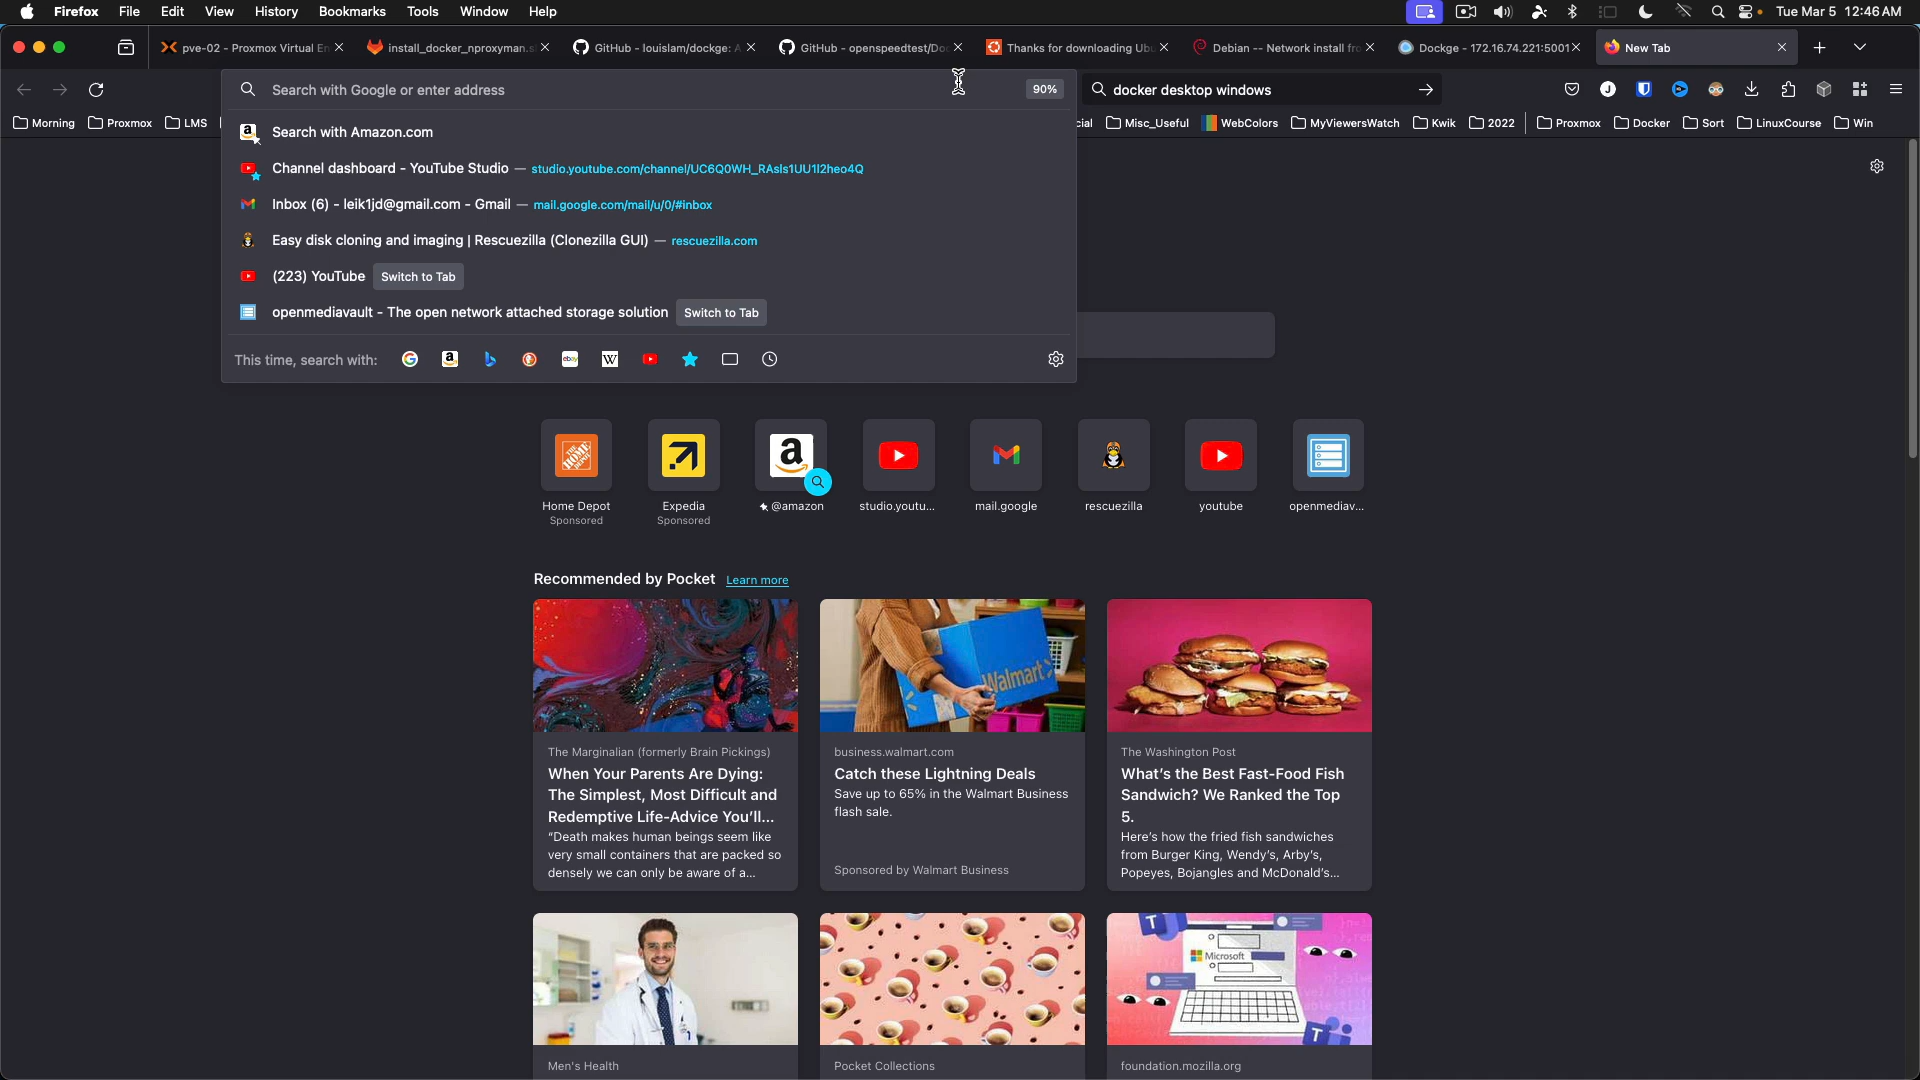 Firefox File Edit View History Bookmarks Tools Window Help Tue Mar 5 12:46 AM
pve-02 - Proxmox Virtual En install_docker_nproxyman.s GitHub - louislam/dockge: A GitHub - openspeedtest/Doc Thanks for downloading Ubu Debian -- Network install fro Dockge - 172.16.74.221:5001 New Tab
Search with Google or enter address 90% docker desktop windows
Morning Proxmox LMS cial Misc_Useful WebColors MyViewersWatch Kwik 2022 Proxmox Docker Sort LinuxCourse Win
Search with Amazon.com
Channel dashboard - YouTube Studio — studio.youtube.com/channel/UC6Q0WH_RAsIs1UU1I2heo4Q
Inbox (6) - leik1jd@gmail.com - Gmail — mail.google.com/mail/u/0/#inbox
Easy disk cloning and imaging | Rescuezilla (Clonezilla GUI) — rescuezilla.com
(223) YouTube Switch to Tab
openmediavault - The open network attached storage solution Switch to Tab
This time, search with:
Home Depot
Sponsored
Expedia
Sponsored
@amazon
studio.youtu...
mail.google
rescuezilla
youtube
openmediav...
Recommended by Pocket Learn more
The Marginalian (formerly Brain Pickings)
When Your Parents Are Dying:
The Simplest, Most Difficult and
Redemptive Life-Advice You'll...
“Death makes human beings seem like
very small containers that are packed so
densely we can only be aware of a...
Walmart
business.walmart.com
Catch these Lightning Deals
Save up to 65% in the Walmart Business
flash sale.
Sponsored by Walmart Business
The Washington Post
What's the Best Fast-Food Fish
Sandwich? We Ranked the Top
5.
Here's how the fried fish sandwiches
from Burger King, Wendy's, Arby's,
Popeyes, Bojangles and McDonald's...
Microsoft
Men's Health
Pocket Collections
foundation.mozilla.org